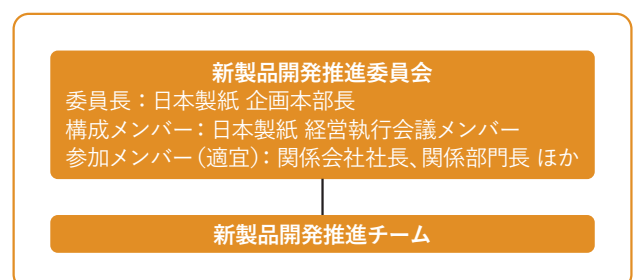 新製品開発推進委員会
委員長：日本製紙 企画本部長
構成メンバー：日本製紙 経営執行会議メンバー
参加メンバー（適宜）：関係会社社長、関係部門長 ほか
新製品開発推進チーム